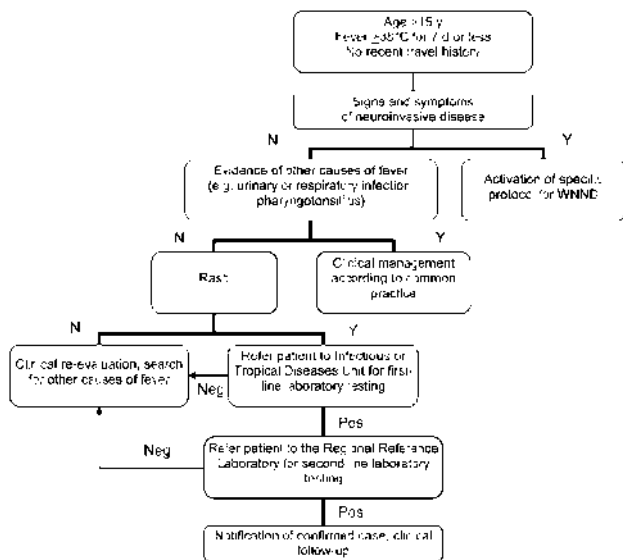 Age >15 y
Fever ≥38°C for 7 d or less
No recent travel history
Signs and symptoms
of neuroinvasive disease
N
Y
Evidence of other causes of fever
(e.g. urinary or respiratory infection
pharyngotonsillitis)
Activation of specific
protocol for WNND
N
Y
Rash
Clinical management
according to common
practice
N
Y
Clinical re-evaluation, search
for other causes of fever
Neg
Refer patient to Infectious or
Tropical Diseases Unit for first-
line laboratory testing
Pos
Neg
Refer patient to the Regional Reference
Laboratory for second-line laboratory
testing
Pos
Notification of confirmed case, clinical
follow-up